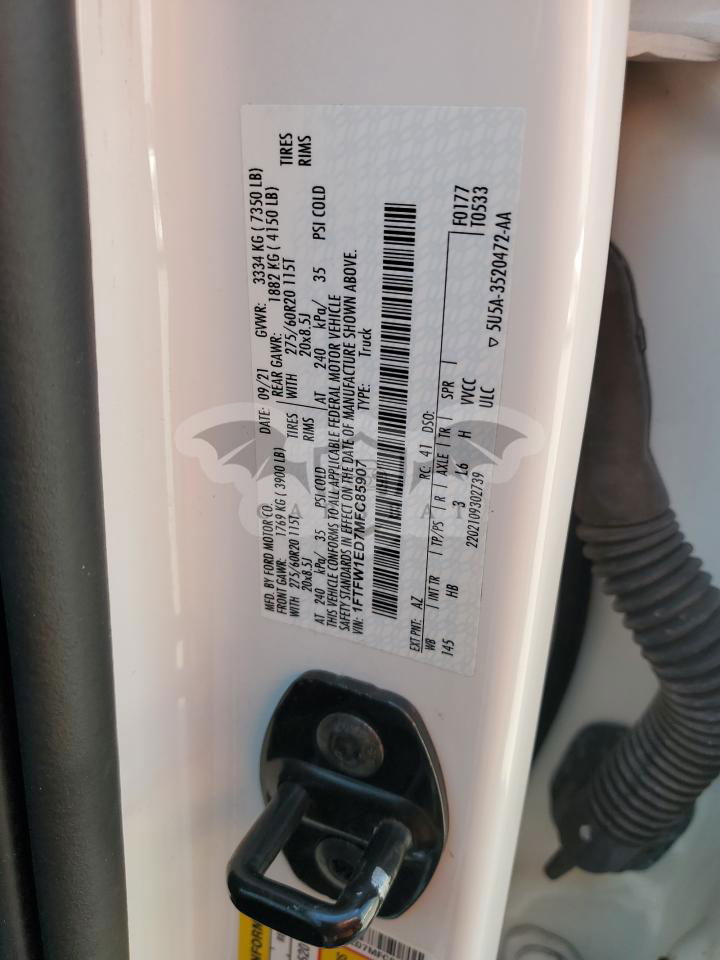 MFD. BY FORD MOTOR CO. DATE: 09/21 GVWR: 3334 KG ( 7350 LB)
FRONT GAWR: 1769 KG ( 3900 LB) REAR GAWR: 1882 KG ( 4150 LB)
WITH 275/60R20 115T TIRES WITH 275/60R20 115T TIRES
20x8.5J RIMS 20x8.5J RIMS
AT 240 kPa/ 35 PSI COLD AT 240 kPa/ 35 PSI COLD
THIS VEHICLE CONFORMS TO ALL APPLICABLE FEDERAL MOTOR VEHICLE
SAFETY STANDARDS IN EFFECT ON THE DATE OF MANUFACTURE SHOWN ABOVE.
VIN: 1FTFW1ED7MFC85907 TYPE: Truck
EXT PNT: AZ RC: 41 DSO: F0177
WB INT TR TP/PS R AXLE TR SPR T0533
145 HB 3 L6 H VVCC
2202109302739 ULC ▽ 5U5A-3520472-AA